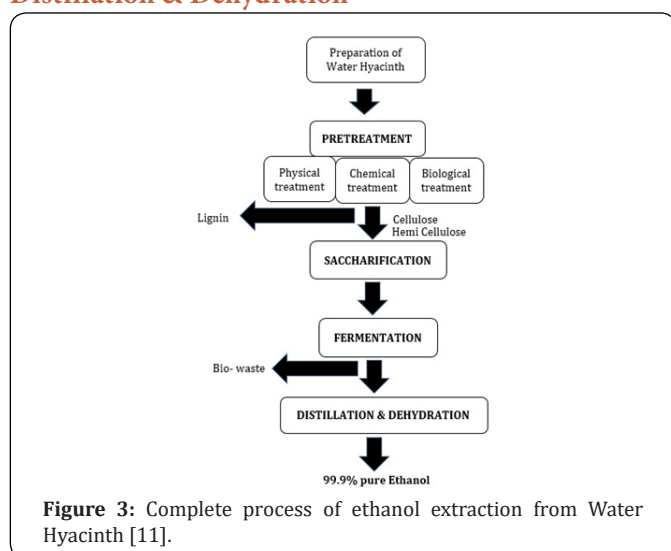 Distillation & Dehydration
Preparation of
Water Hyacinth
PRETREATMENT
Physical
treatment
Chemical
treatment
Biological
treatment
Lignin
Cellulose
Hemi Cellulose
SACCHARIFICATION
FERMENTATION
Bio- waste
DISTILLATION & DEHYDRATION
99.9% pure Ethanol
Figure 3: Complete process of ethanol extraction from Water
Hyacinth [11].